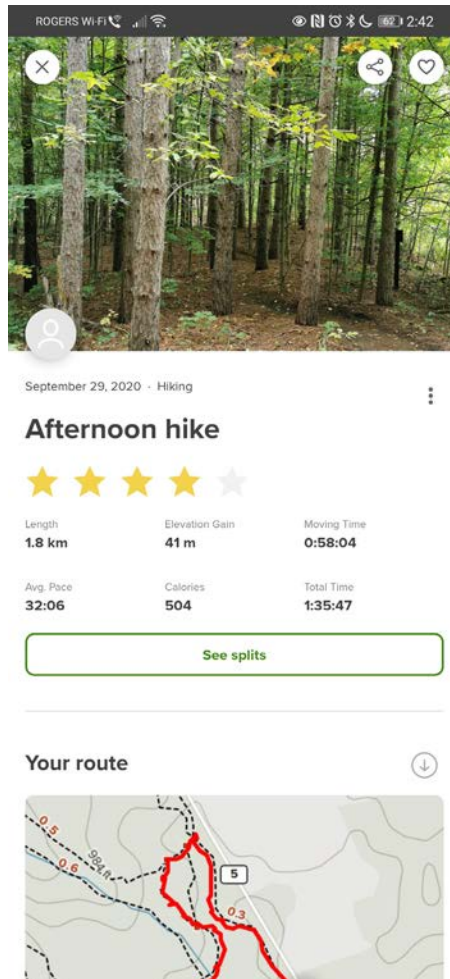 ROGERS Wi-Fi 62 2:42
September 29, 2020 · Hiking
Afternoon hike
Length Elevation Gain Moving Time
1.8 km 41 m 0:58:04
Avg. Pace Calories Total Time
32:06 504 1:35:47
See splits
Your route
0.5
984 ft
0.6
5
0.3